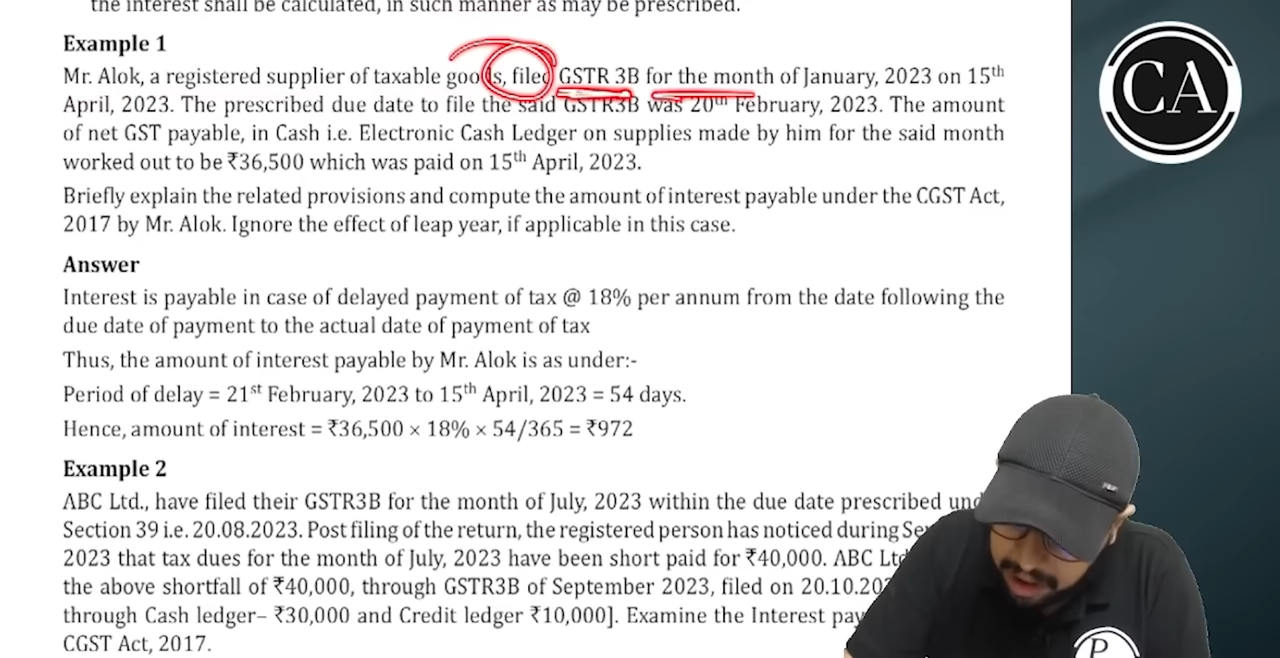 the interest shall be calculated, in such manner as may be prescribed.
Example 1
Mr. Alok, a registered supplier of taxable goods, filed GSTR 3B for the month of January, 2023 on 15th
April, 2023. The prescribed due date to file the said GSTR3B was 20th February, 2023. The amount
of net GST payable, in Cash i.e. Electronic Cash Ledger on supplies made by him for the said month
worked out to be ₹36,500 which was paid on 15th April, 2023.
Briefly explain the related provisions and compute the amount of interest payable under the CGST Act,
2017 by Mr. Alok. Ignore the effect of leap year, if applicable in this case.
Answer
Interest is payable in case of delayed payment of tax @ 18% per annum from the date following the
due date of payment to the actual date of payment of tax
Thus, the amount of interest payable by Mr. Alok is as under:-
Period of delay = 21st February, 2023 to 15th April, 2023 = 54 days.
Hence, amount of interest = ₹36,500 × 18% × 54/365 = ₹972
Example 2
ABC Ltd., have filed their GSTR3B for the month of July, 2023 within the due date prescribed
Section 39 i.e. 20.08.2023. Post filing of the return, the registered person has noticed during
2023 that tax dues for the month of July, 2023 have been short paid for ₹40,000. ABC
the above shortfall of ₹40,000, through GSTR3B of September 2023, filed on
through Cash ledger– ₹30,000 and Credit ledger ₹10,000]. Examine the Interest
CGST Act, 2017.
CA
P